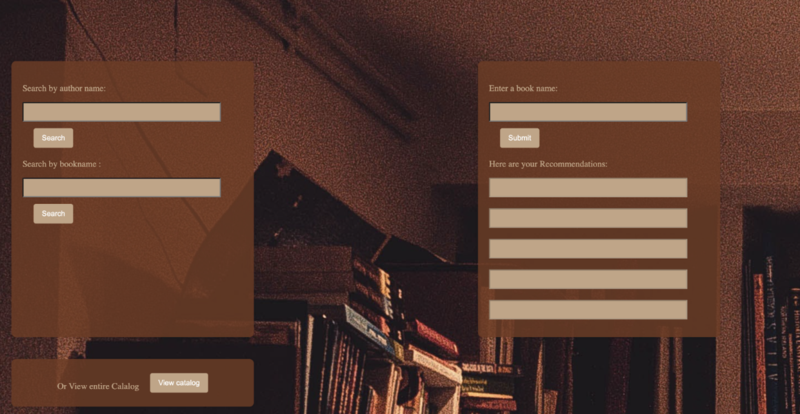 Search by author name:
Search
Search by bookname :
Search
Or View entire Calalog
View catalog
Enter a book name:
Submit
Here are your Recommendations:
ATLAS